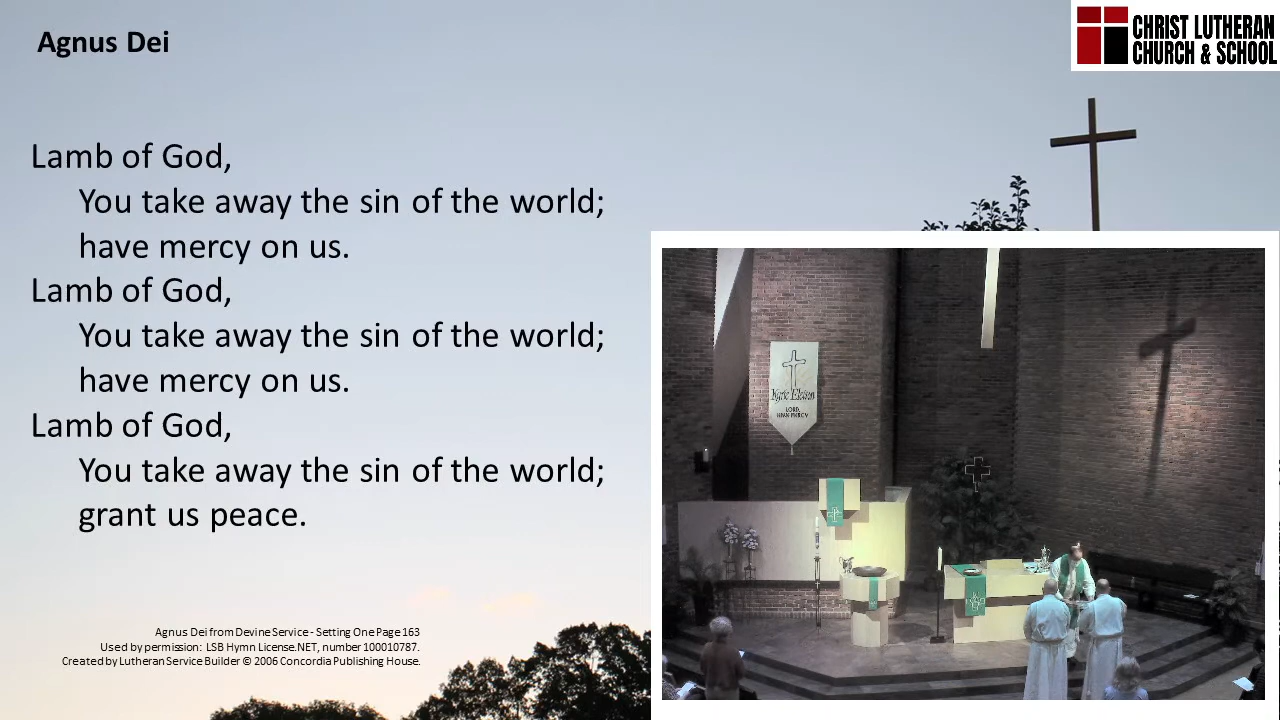 Agnus Dei
CHRIST LUTHERAN
CHURCH & SCHOOL
Lamb of God,
You take away the sin of the world;
have mercy on us.
Lamb of God,
You take away the sin of the world;
have mercy on us.
Lamb of God,
You take away the sin of the world;
grant us peace.
Kyrie Eleison
LORD,
HAVE MERCY
Agnus Dei from Devine Service - Setting One Page 163
Used by permission: LSB Hymn License.NET, number 100010787.
Created by Lutheran Service Builder © 2006 Concordia Publishing House.